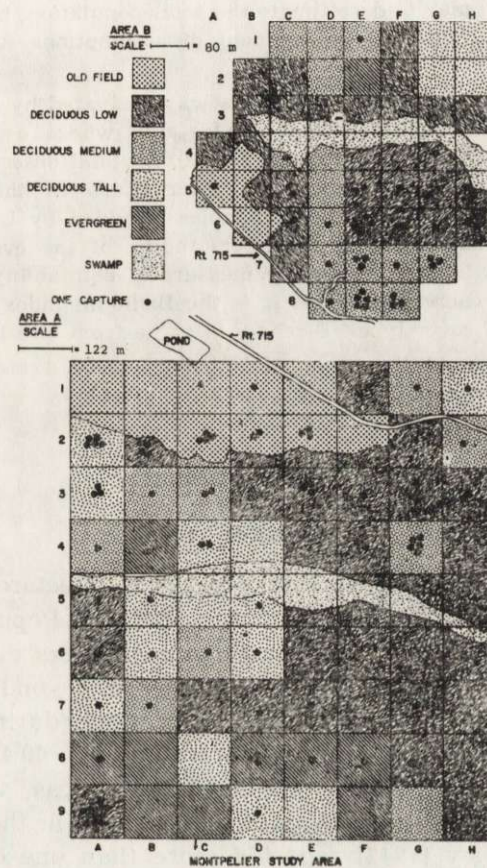 AREA B
SCALE
= 80 m
OLD FIELD
DECIDUOUS LOW
DECIDUOUS MEDIUM
DECIDUOUS TALL
EVERGREEN
SWAMP
ONE CAPTURE
A B C D E F G H
1
2
3
4
5
6
Rt. 715
8
AREA A
SCALE
= 122 m
POND
Rt. 715
1
2
3
4
5
6
7
8
9
A B C D E F G H
MONTPELIER STUDY AREA